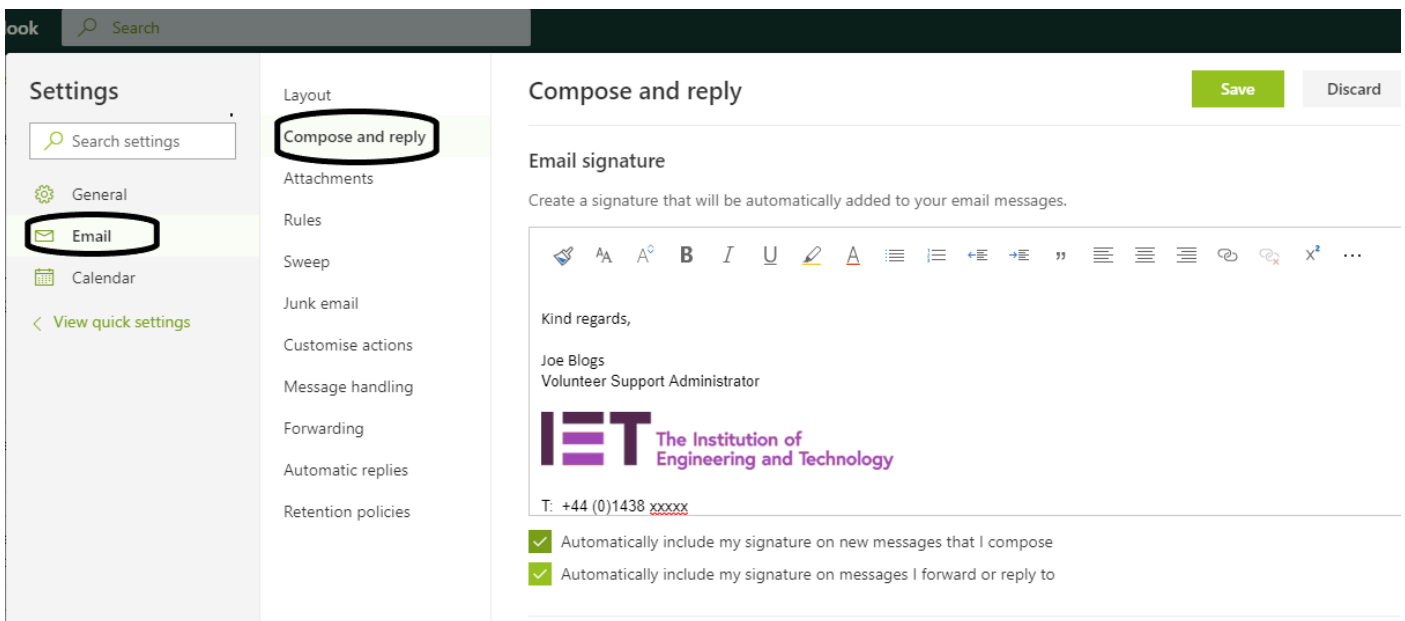 ook
Search
Settings
Search settings
General
Email
Calendar
View quick settings
Layout
Compose and reply
Attachments
Rules
Sweep
Junk email
Customise actions
Message handling
Forwarding
Automatic replies
Retention policies
Compose and reply
Save
Discard
Email signature
Create a signature that will be automatically added to your email messages.
Kind regards,
Joe Blogs
Volunteer Support Administrator
IET The Institution of
Engineering and Technology
T: +44 (0)1438 xxxxx
Automatically include my signature on new messages that I compose
Automatically include my signature on messages I forward or reply to